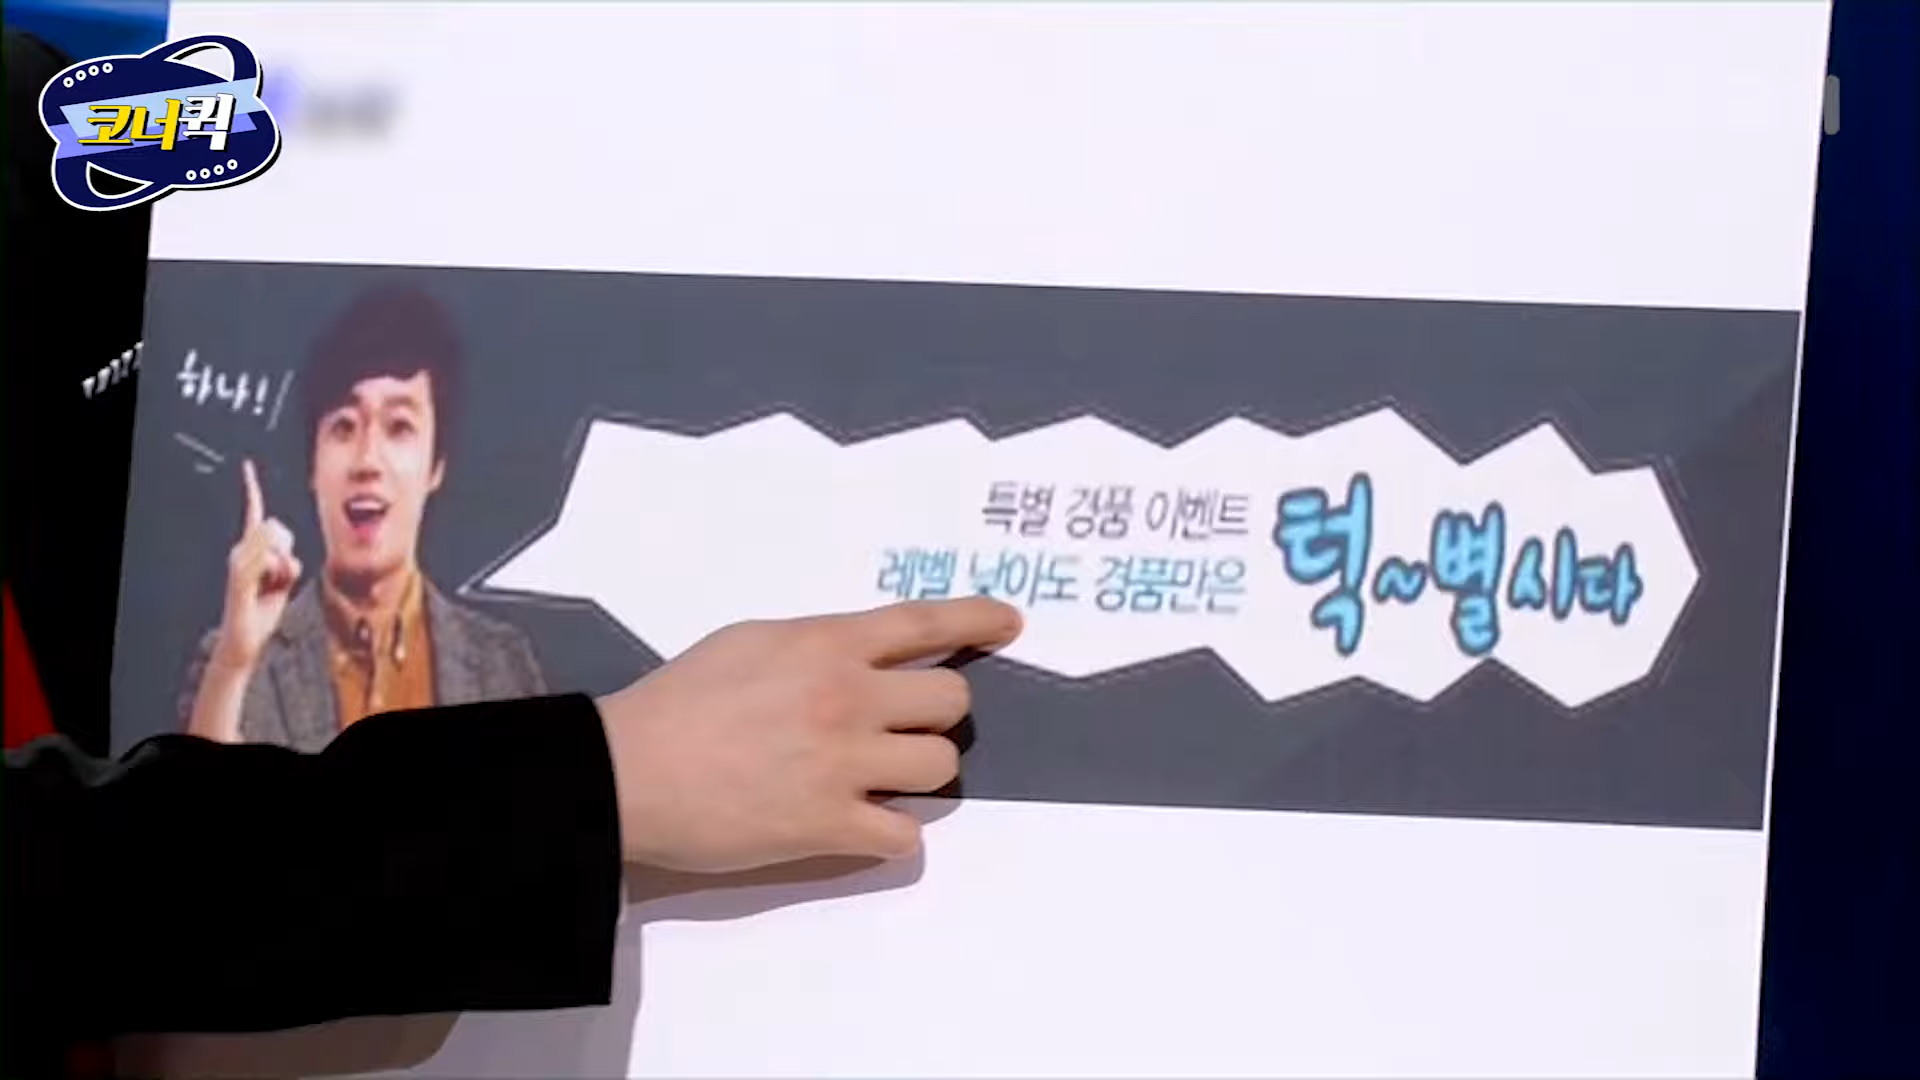 코너퀵
하나!
특별 경품 이벤트
레벨 낮아도 경품만은
턱~별시다